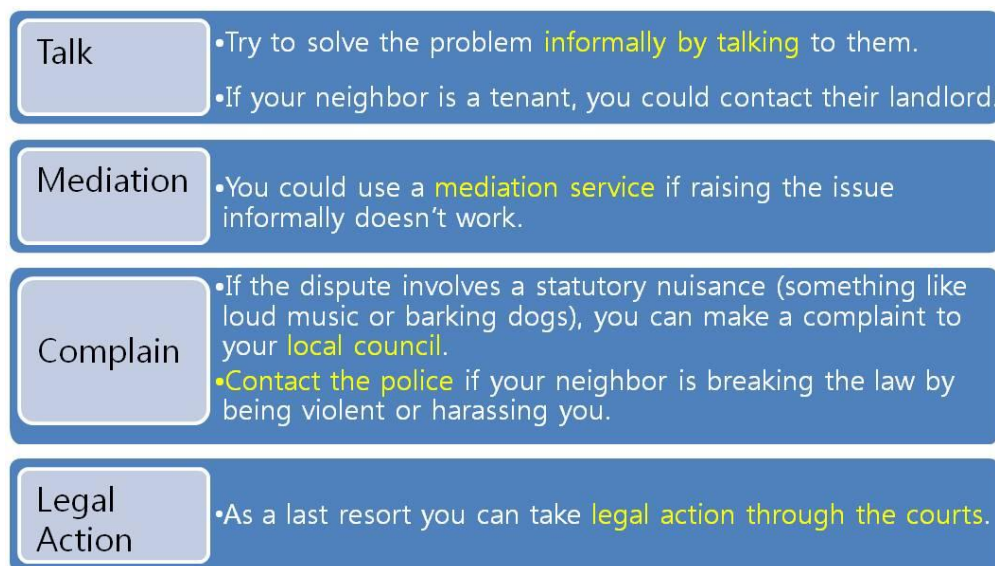 Talk
•Try to solve the problem informally by talking to them.
•If your neighbor is a tenant, you could contact their landlord.
Mediation
•You could use a mediation service if raising the issue
informally doesn’t work.
Complain
•If the dispute involves a statutory nuisance (something like
loud music or barking dogs), you can make a complaint to
your local council.
•Contact the police if your neighbor is breaking the law by
being violent or harassing you.
Legal
Action
•As a last resort you can take legal action through the courts.